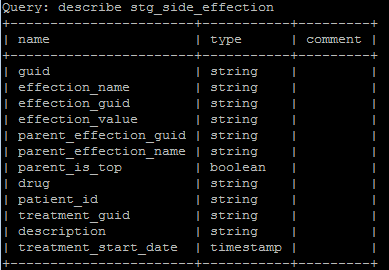 Query: describe stg_side_effection
+----------------------+-----------+---------+
| name                 | type      | comment |
+----------------------+-----------+---------+
| guid                 | string    |         |
| effection_name       | string    |         |
| effection_guid       | string    |         |
| effection_value      | string    |         |
| parent_effection_guid | string    |         |
| parent_effection_name | string    |         |
| parent_is_top        | boolean   |         |
| drug                 | string    |         |
| patient_id           | string    |         |
| treatment_guid       | string    |         |
| description          | string    |         |
| treatment_start_date | timestamp |         |
+----------------------+-----------+---------+